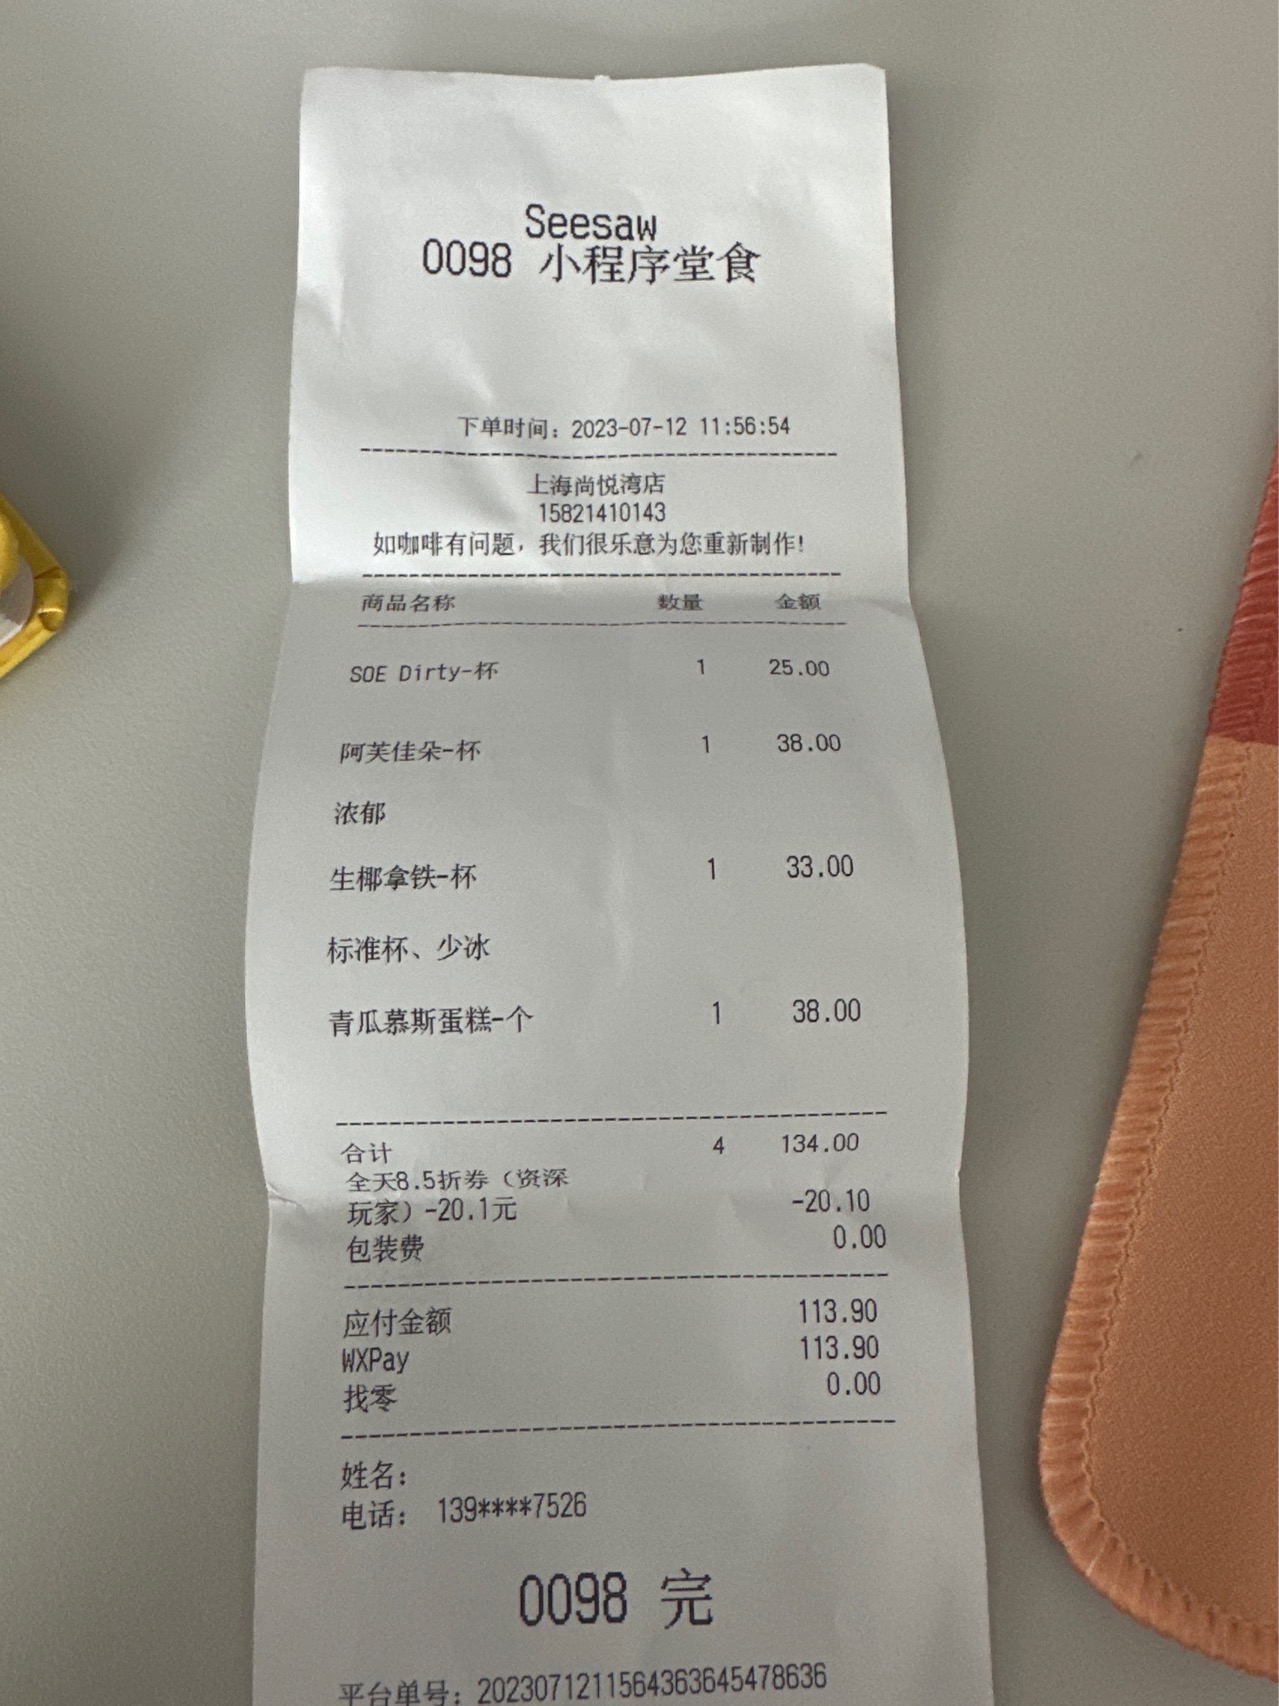 Seesaw
0098 小程序堂食
下单时间：2023-07-12 11:56:54
上海尚悦湾店
15821410143
如咖啡有问题，我们很乐意为您重新制作！
商品名称 数量 金额
SOE Dirty-杯 1 25.00
阿芙佳朵-杯 1 38.00
浓郁
生椰拿铁-杯 1 33.00
标准杯、少冰
青瓜慕斯蛋糕-个 1 38.00
合计 4 134.00
全天8.5折券（资深
玩家）-20.1元 -20.10
包装费 0.00
应付金额 113.90
WXPay 113.90
找零 0.00
姓名：
电话： 139****7526
0098 完
平台单号：20230712115643636454786​36